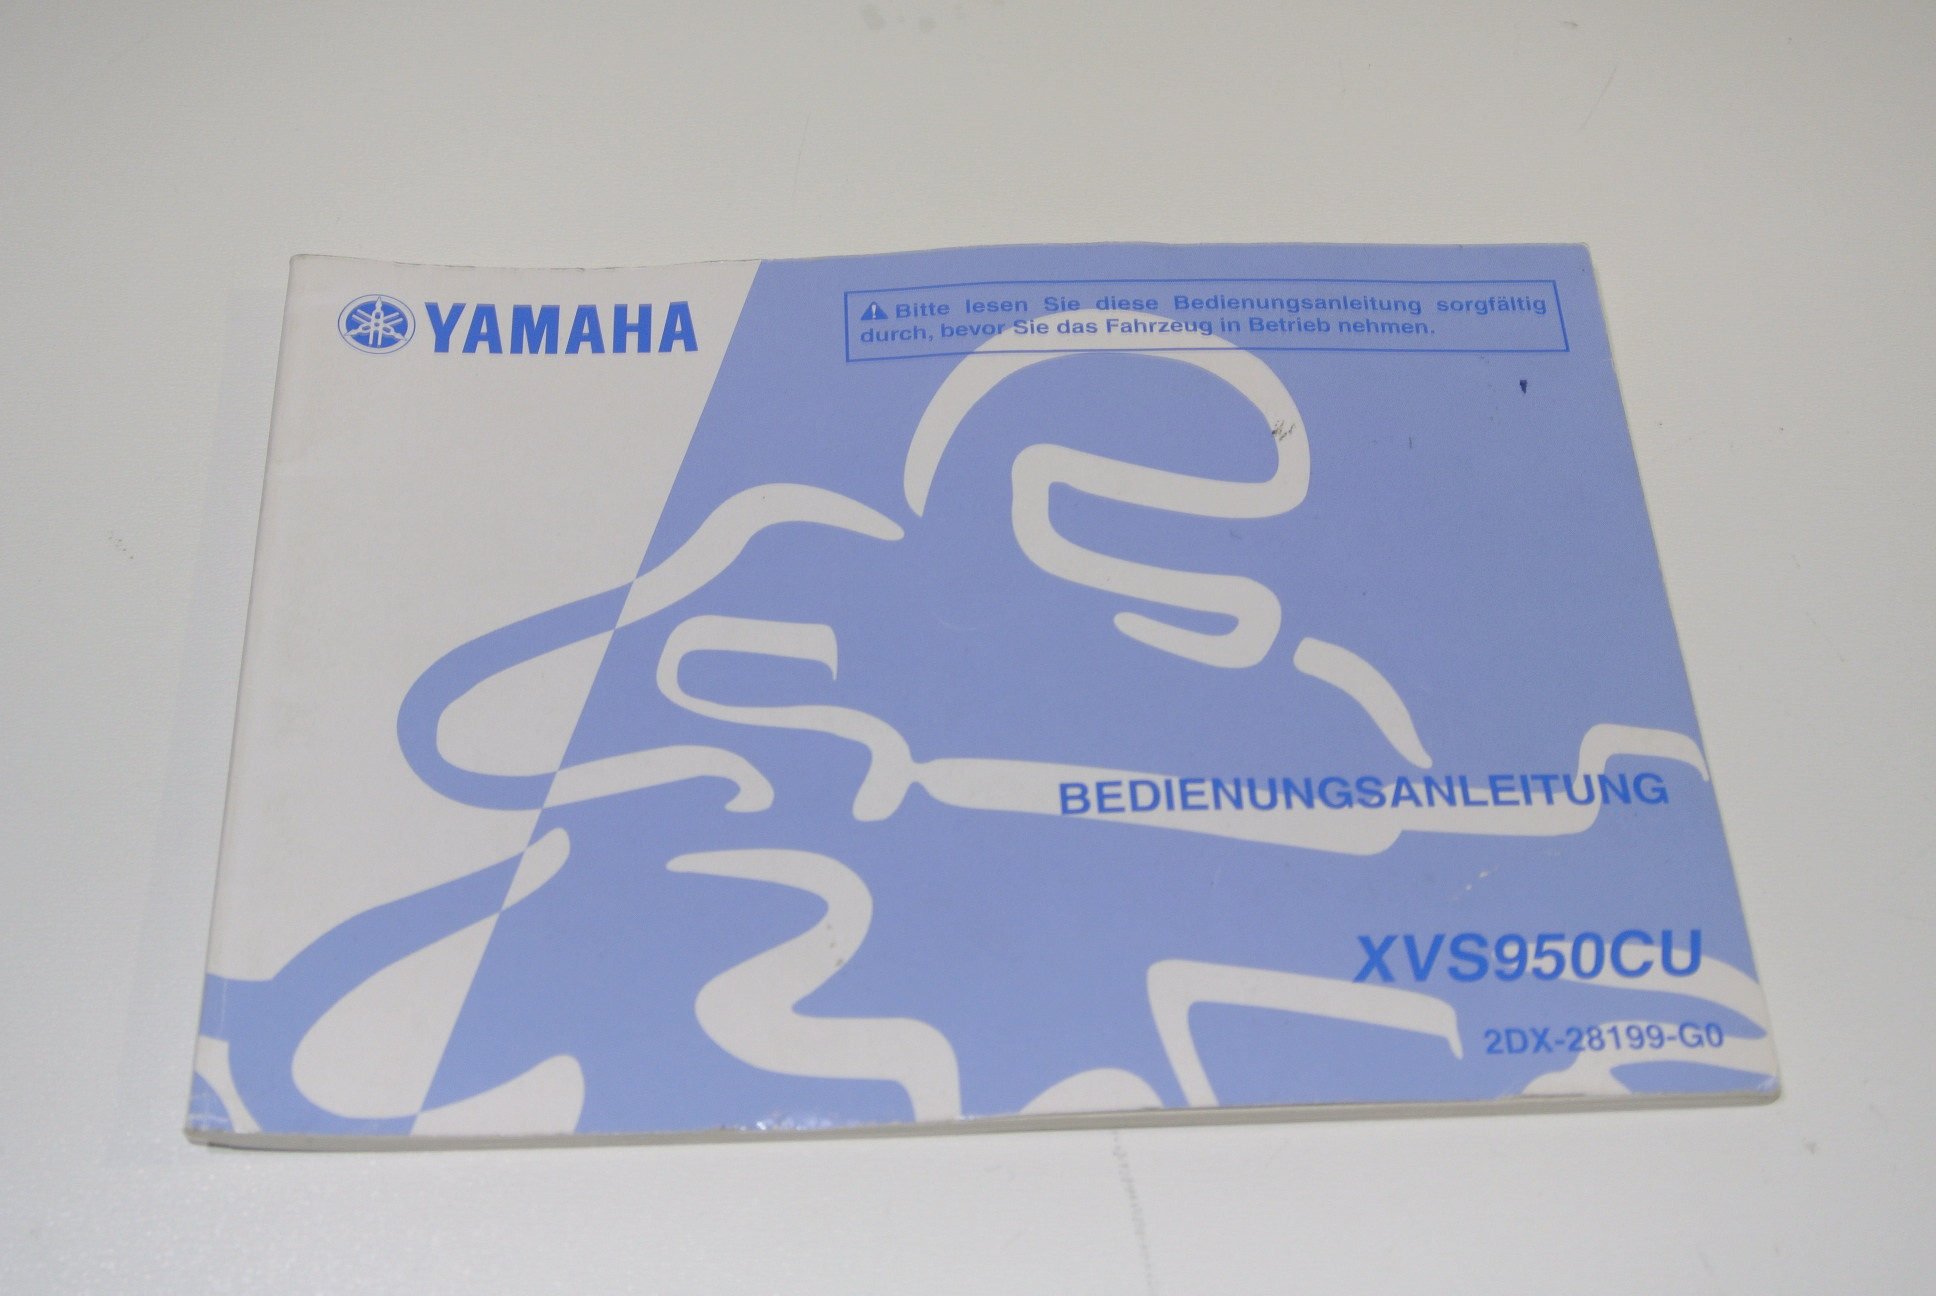 YAMAHA
⚠ Bitte lesen Sie diese Bedienungsanleitung sorgfältig
durch, bevor Sie das Fahrzeug in Betrieb nehmen.
BEDIENUNGSANLEITUNG
XVS950CU
2DX-28199-G0